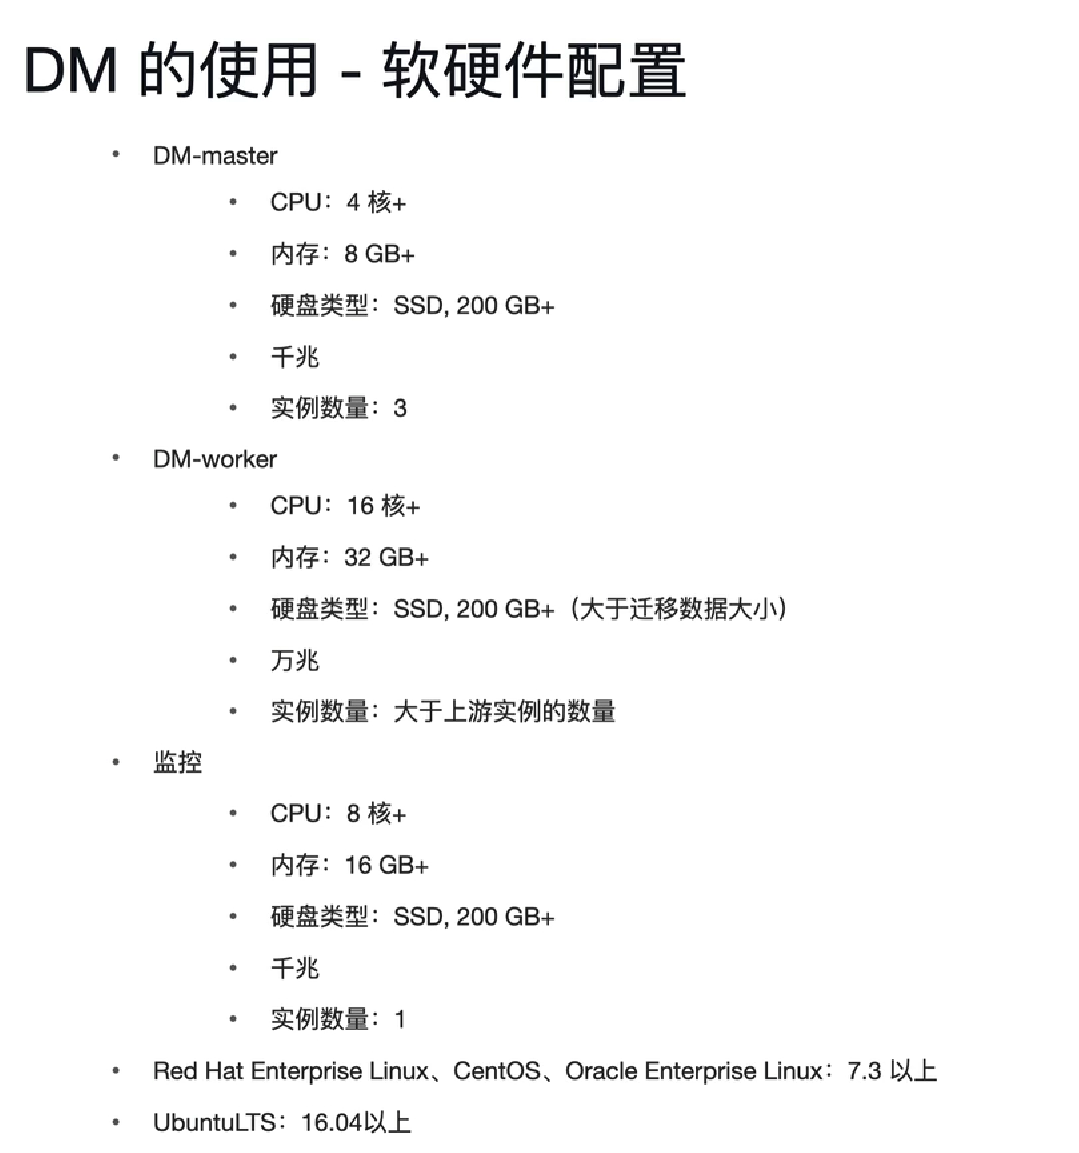 DM 的使用 - 软硬件配置
• DM-master
• CPU：4 核+
• 内存：8 GB+
• 硬盘类型：SSD, 200 GB+
• 千兆
• 实例数量：3
• DM-worker
• CPU：16 核+
• 内存：32 GB+
• 硬盘类型：SSD, 200 GB+（大于迁移数据大小）
• 万兆
• 实例数量：大于上游实例的数量
• 监控
• CPU：8 核+
• 内存：16 GB+
• 硬盘类型：SSD, 200 GB+
• 千兆
• 实例数量：1
• Red Hat Enterprise Linux、CentOS、Oracle Enterprise Linux：7.3 以上
• UbuntuLTS：16.04以上